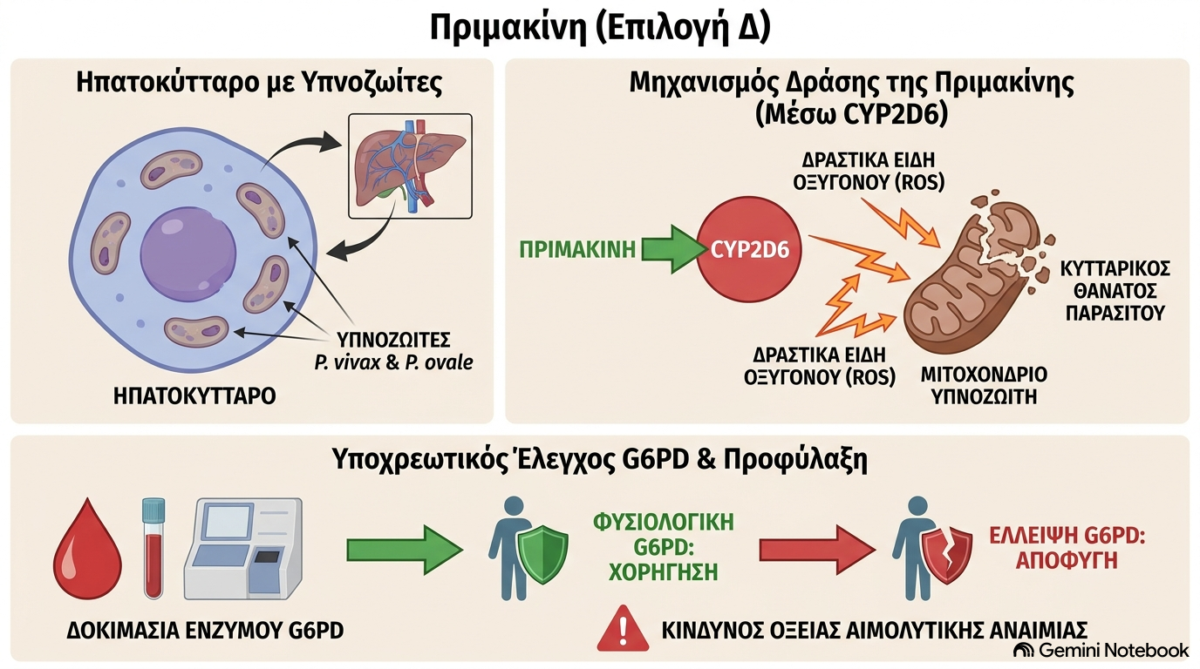 Πριμακίνη (Επιλογή Δ)
Ηπατοκύτταρο με Υπνοζωίτες
ΥΠΝΟΖΩΙΤΕΣ
P. vivax & P. ovale
ΗΠΑΤΟΚΥΤΤΑΡΟ
Μηχανισμός Δράσης της Πριμακίνης
(Μέσω CYP2D6)
ΔΡΑΣΤΙΚΑ ΕΙΔΗ
ΟΞΥΓΟΝΟΥ (ROS)
ΠΡΙΜΑΚΙΝΗ
CYP2D6
ΚΥΤΤΑΡΙΚΟΣ
ΘΑΝΑΤΟΣ
ΠΑΡΑΣΙΤΟΥ
ΔΡΑΣΤΙΚΑ ΕΙΔΗ
ΟΞΥΓΟΝΟΥ (ROS)
ΜΙΤΟΧΟΝΔΡΙΟ
ΥΠΝΟΖΩΙΤΗ
Υποχρεωτικός Έλεγχος G6PD & Προφύλαξη
ΔΟΚΙΜΑΣΙΑ ΕΝΖΥΜΟΥ G6PD
ΦΥΣΙΟΛΟΓΙΚΗ
G6PD:
ΧΟΡΗΓΗΣΗ
ΕΛΛΕΙΨΗ G6PD:
ΑΠΟΦΥΓΗ
ΚΙΝΔΥΝΟΣ ΟΞΕΙΑΣ ΑΙΜΟΛΥΤΙΚΗΣ ΑΝΑΙΜΙΑΣ
Gemini Notebook